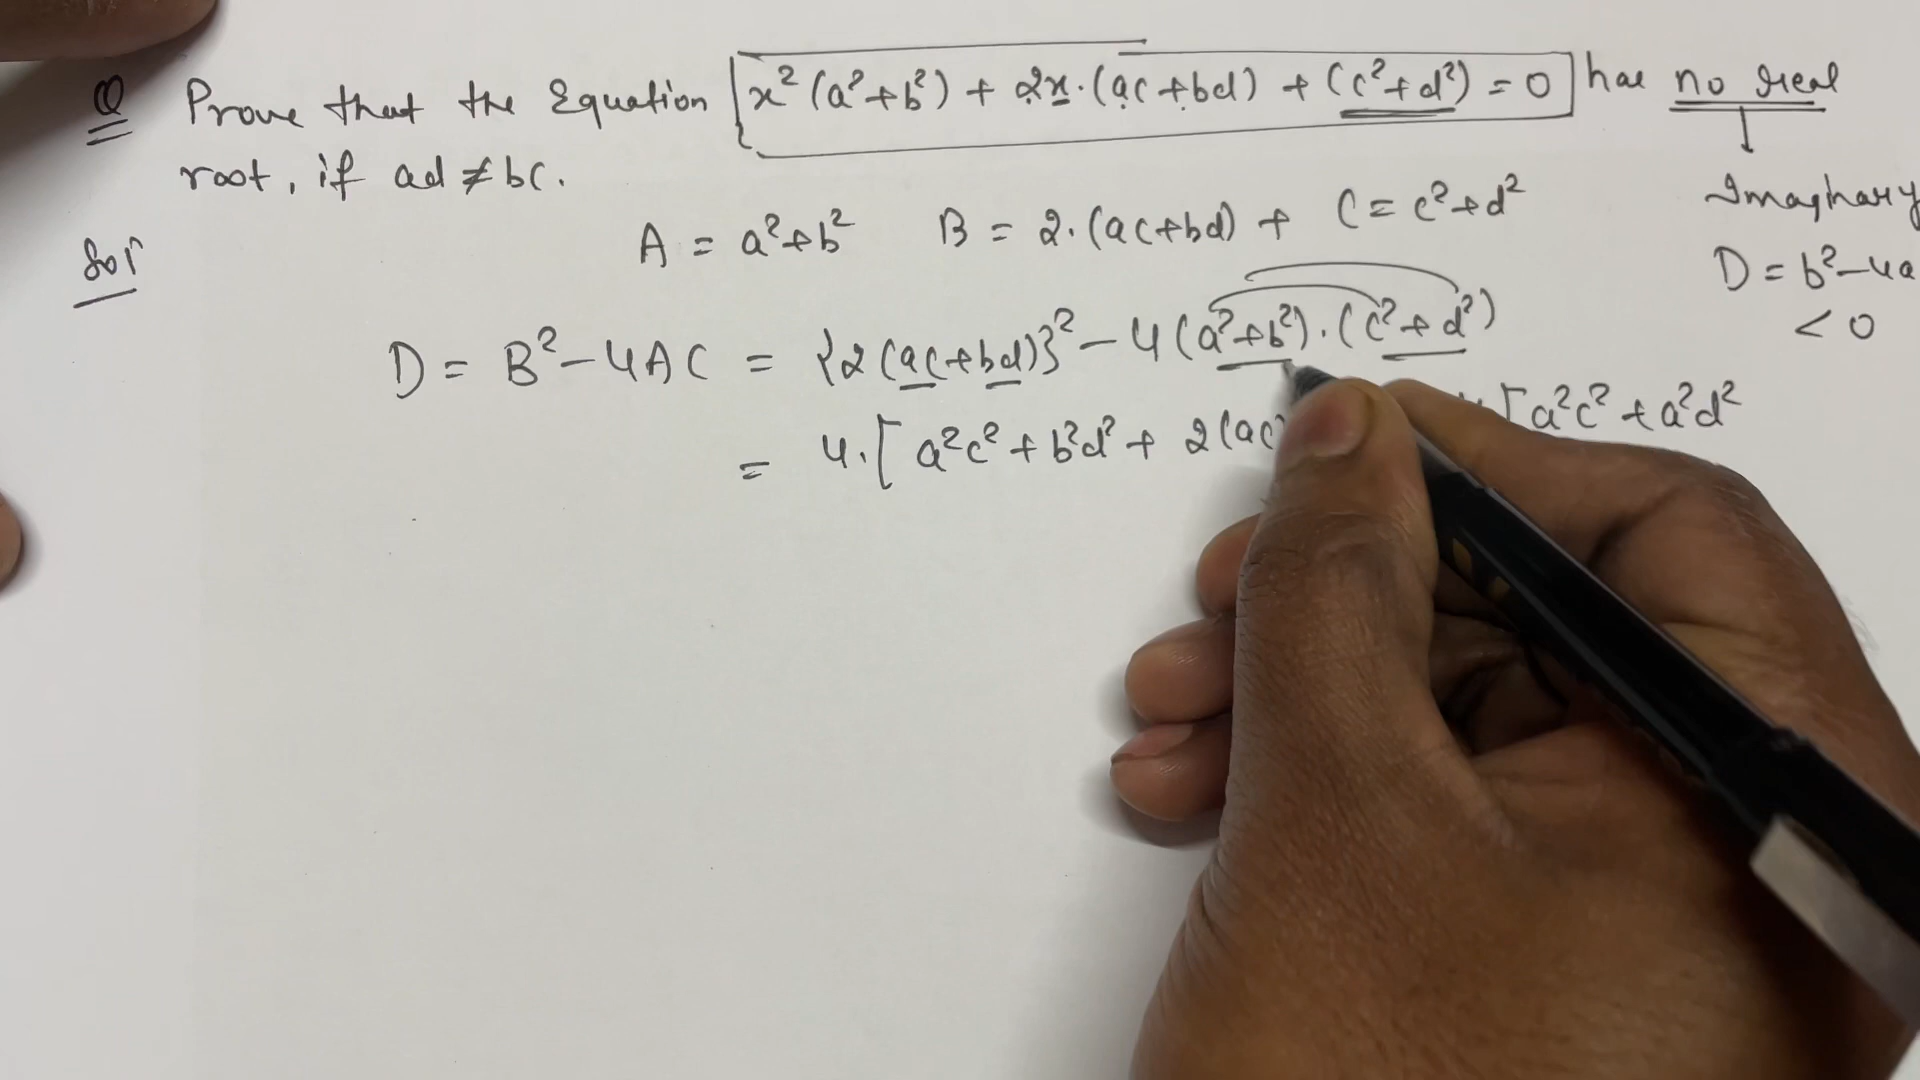 Q Prove that the Equation x²(a²+b²) + 2x·(ac+bd) + (c²+d²) = 0 has no real
root, if ad ≠ bc.
Imaginary
Sol
A = a²+b² B = 2·(ac+bd) + C = c²+d²
D = b²-4a
< 0
D = B²-4AC = {2(ac+bd)}² - 4(a²+b²)·(c²+d²)
= 4·[a²c²+b²d²+ 2(ac [a²c² + a²d²